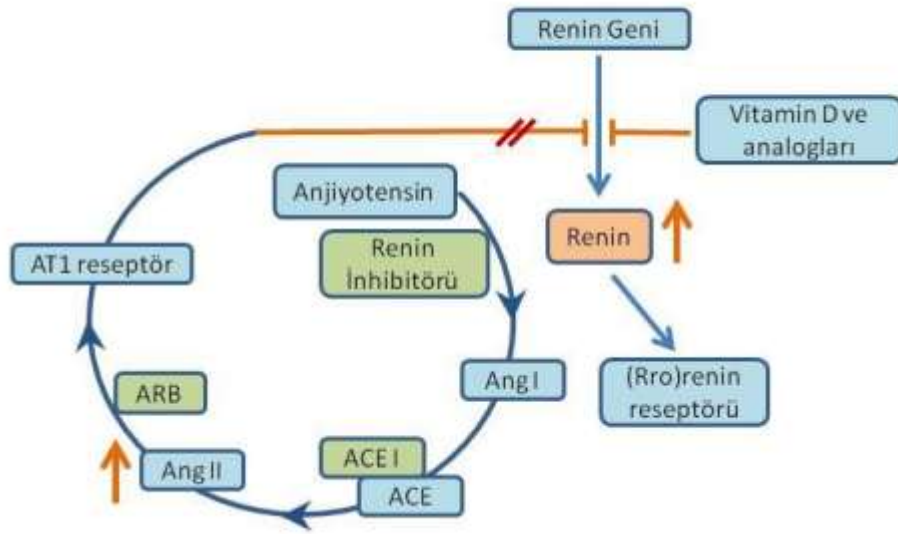 Renin Geni
Vitamin D ve
analogları
Anjiyotensin
Renin
İnhibitörü
Renin
AT1 reseptör
Ang I
(Rro)renin
reseptörü
ARB
ACE I
Ang II
ACE